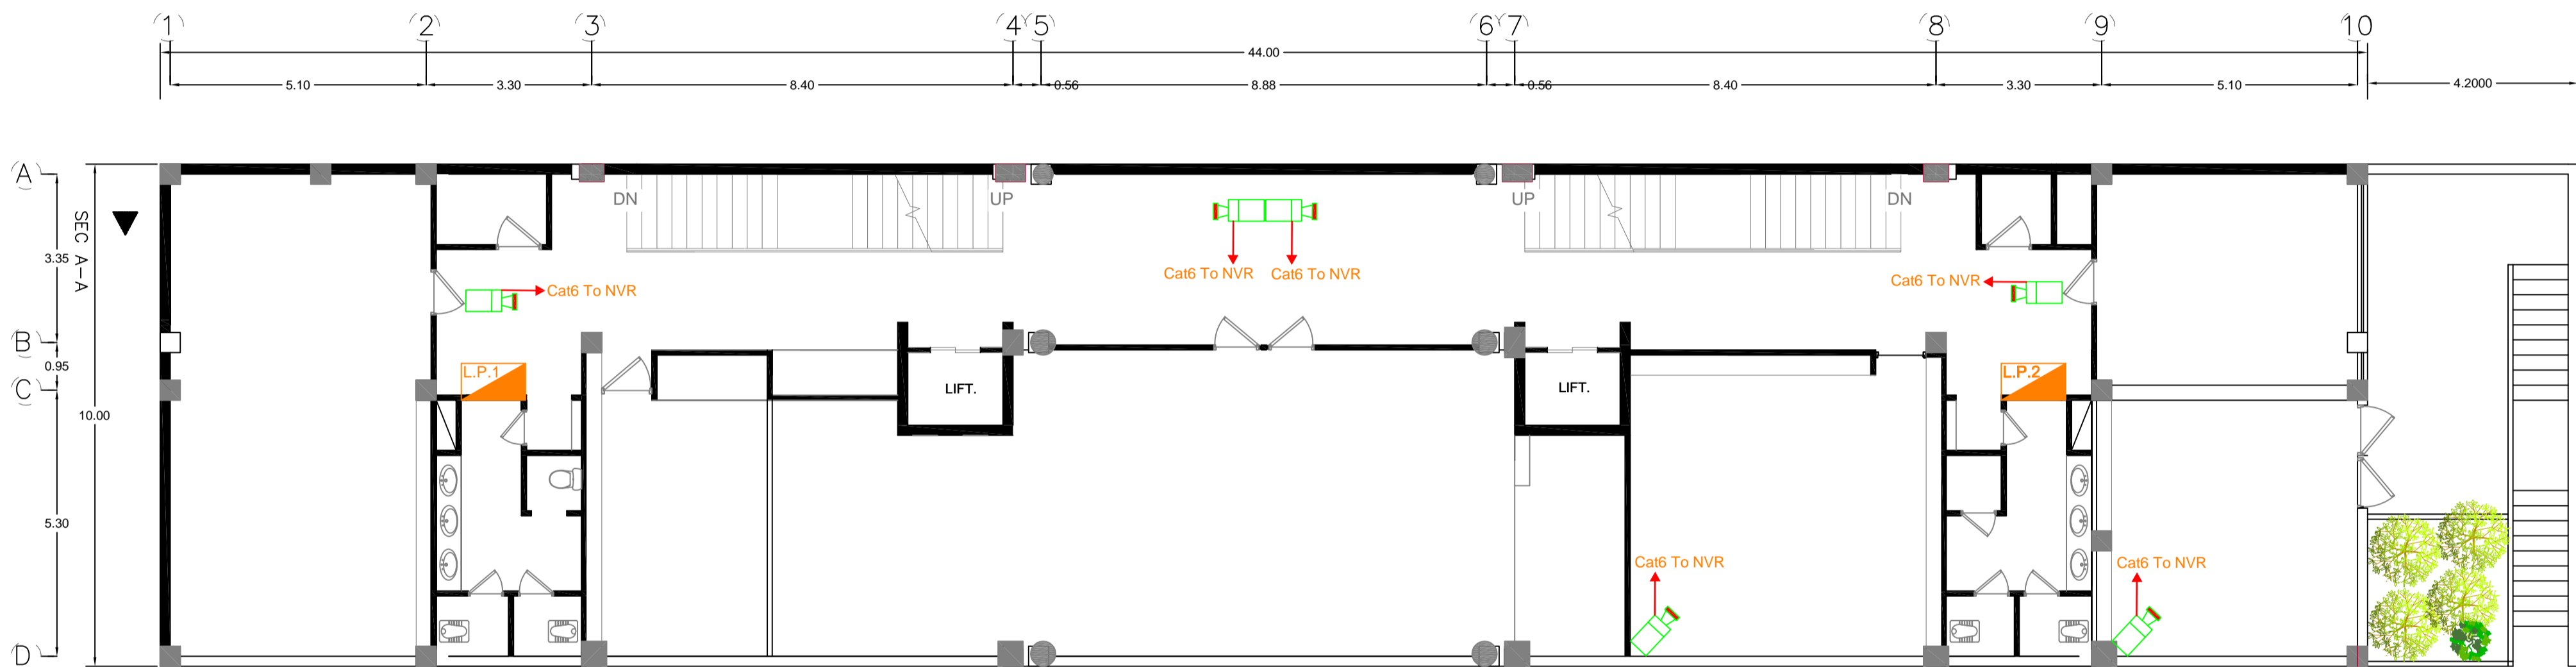 1 2 3 4 5 6 7 8 9 10
44.00
5.10 3.30 8.40 0.56 8.88 0.56 8.40 3.30 5.10 4.2000
A
DN UP UP DN
SEC A-A
3.35
Cat6 To NVR Cat6 To NVR
Cat6 To NVR
Cat6 To NVR
B
0.95
L.P.1
L.P.2
C
LIFT.
LIFT.
10.00
5.30
Cat6 To NVR
Cat6 To NVR
D